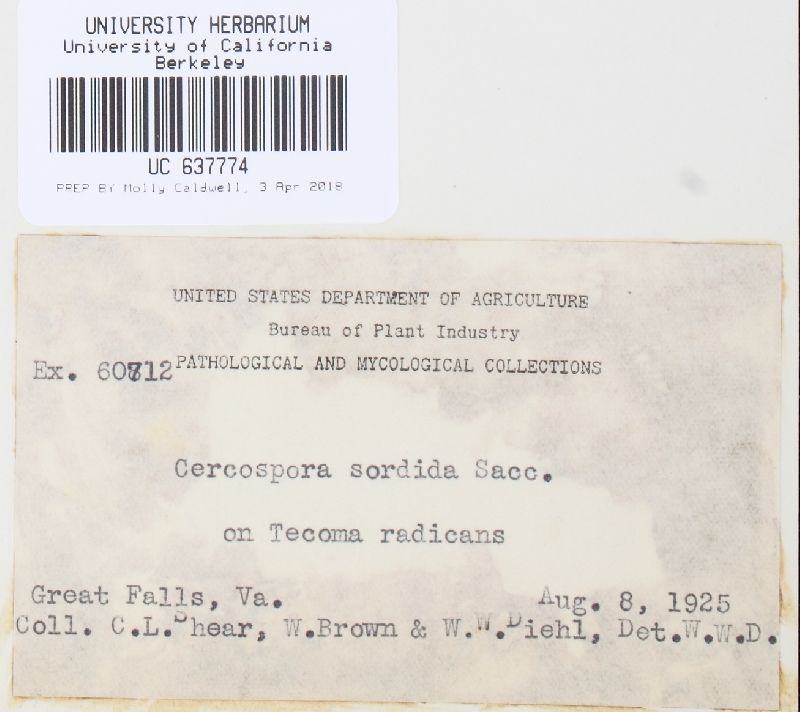 UNIVERSITY HERBARIUM
University of California
Berkeley
UC 637774
PREP BY Molly Caldwell, 3 Apr 2018
UNITED STATES DEPARTMENT OF AGRICULTURE
Bureau of Plant Industry
Ex. 60712 PATHOLOGICAL AND MYCOLOGICAL COLLECTIONS
Cercospora sordida Sacc.
on Tecoma radicans
Great Falls, Va. Aug. 8, 1925
Coll. C.L.Shear, W.Brown & W.W.Diehl, Det.W.W.D.